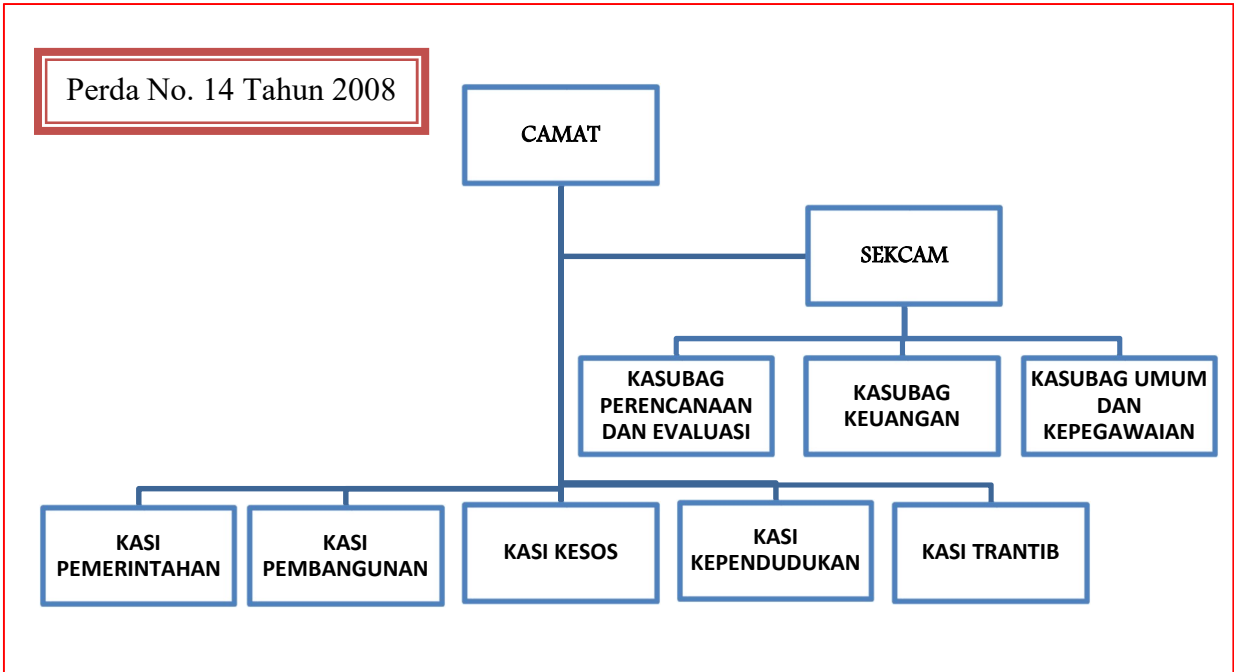 Perda No. 14 Tahun 2008
CAMAT
SEKCAM
KASUBAG
PERENCANAAN
DAN EVALUASI
KASUBAG
KEUANGAN
KASUBAG UMUM
DAN
KEPEGAWAIAN
KASI
PEMERINTAHAN
KASI
PEMBANGUNAN
KASI KESOS
KASI
KEPENDUDUKAN
KASI TRANTIB